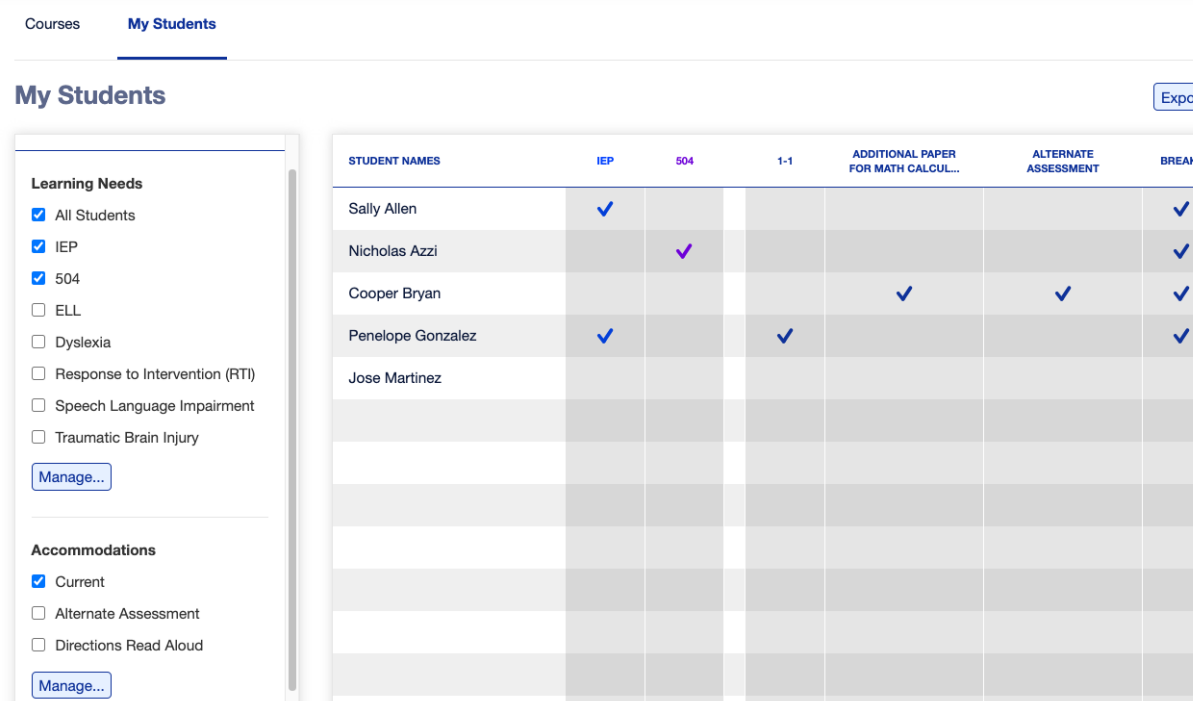 Courses
My Students
My Students
Expo
Learning Needs
All Students
IEP
504
ELL
Dyslexia
Response to Intervention (RTI)
Speech Language Impairment
Traumatic Brain Injury
Manage...
Accommodations
Current
Alternate Assessment
Directions Read Aloud
Manage...
STUDENT NAMES
IEP
504
1-1
ADDITIONAL PAPER
FOR MATH CALCUL...
ALTERNATE
ASSESSMENT
BREAK
Sally Allen
Nicholas Azzi
Cooper Bryan
Penelope Gonzalez
Jose Martinez